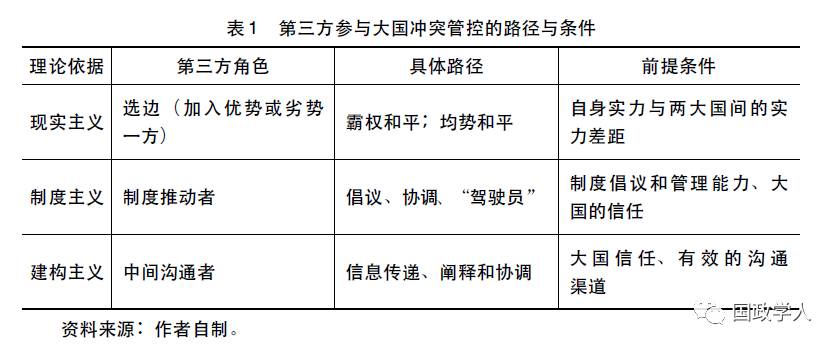 表1 第三方参与大国冲突管控的路径与条件
理论依据 第三方角色 具体路径 前提条件
现实主义 选边（加入优势或劣势一方） 霸权和平；均势和平 自身实力与两大国间的实力差距
制度主义 制度推动者 倡议、协调、“驾驶员” 制度倡议和管理能力、大国的信任
建构主义 中间沟通者 信息传递、阐释和协调 大国信任、有效的沟通渠道
资料来源：作者自制。
国政学人